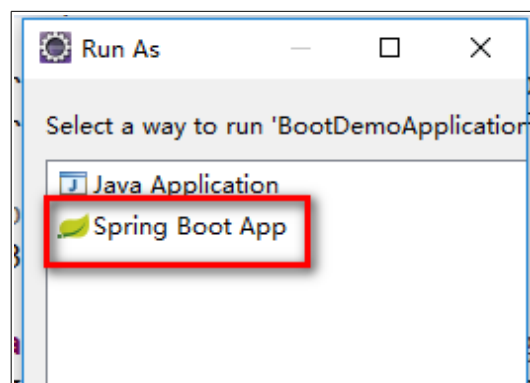 Run As
Select a way to run 'BootDemoApplication
Java Application
Spring Boot App